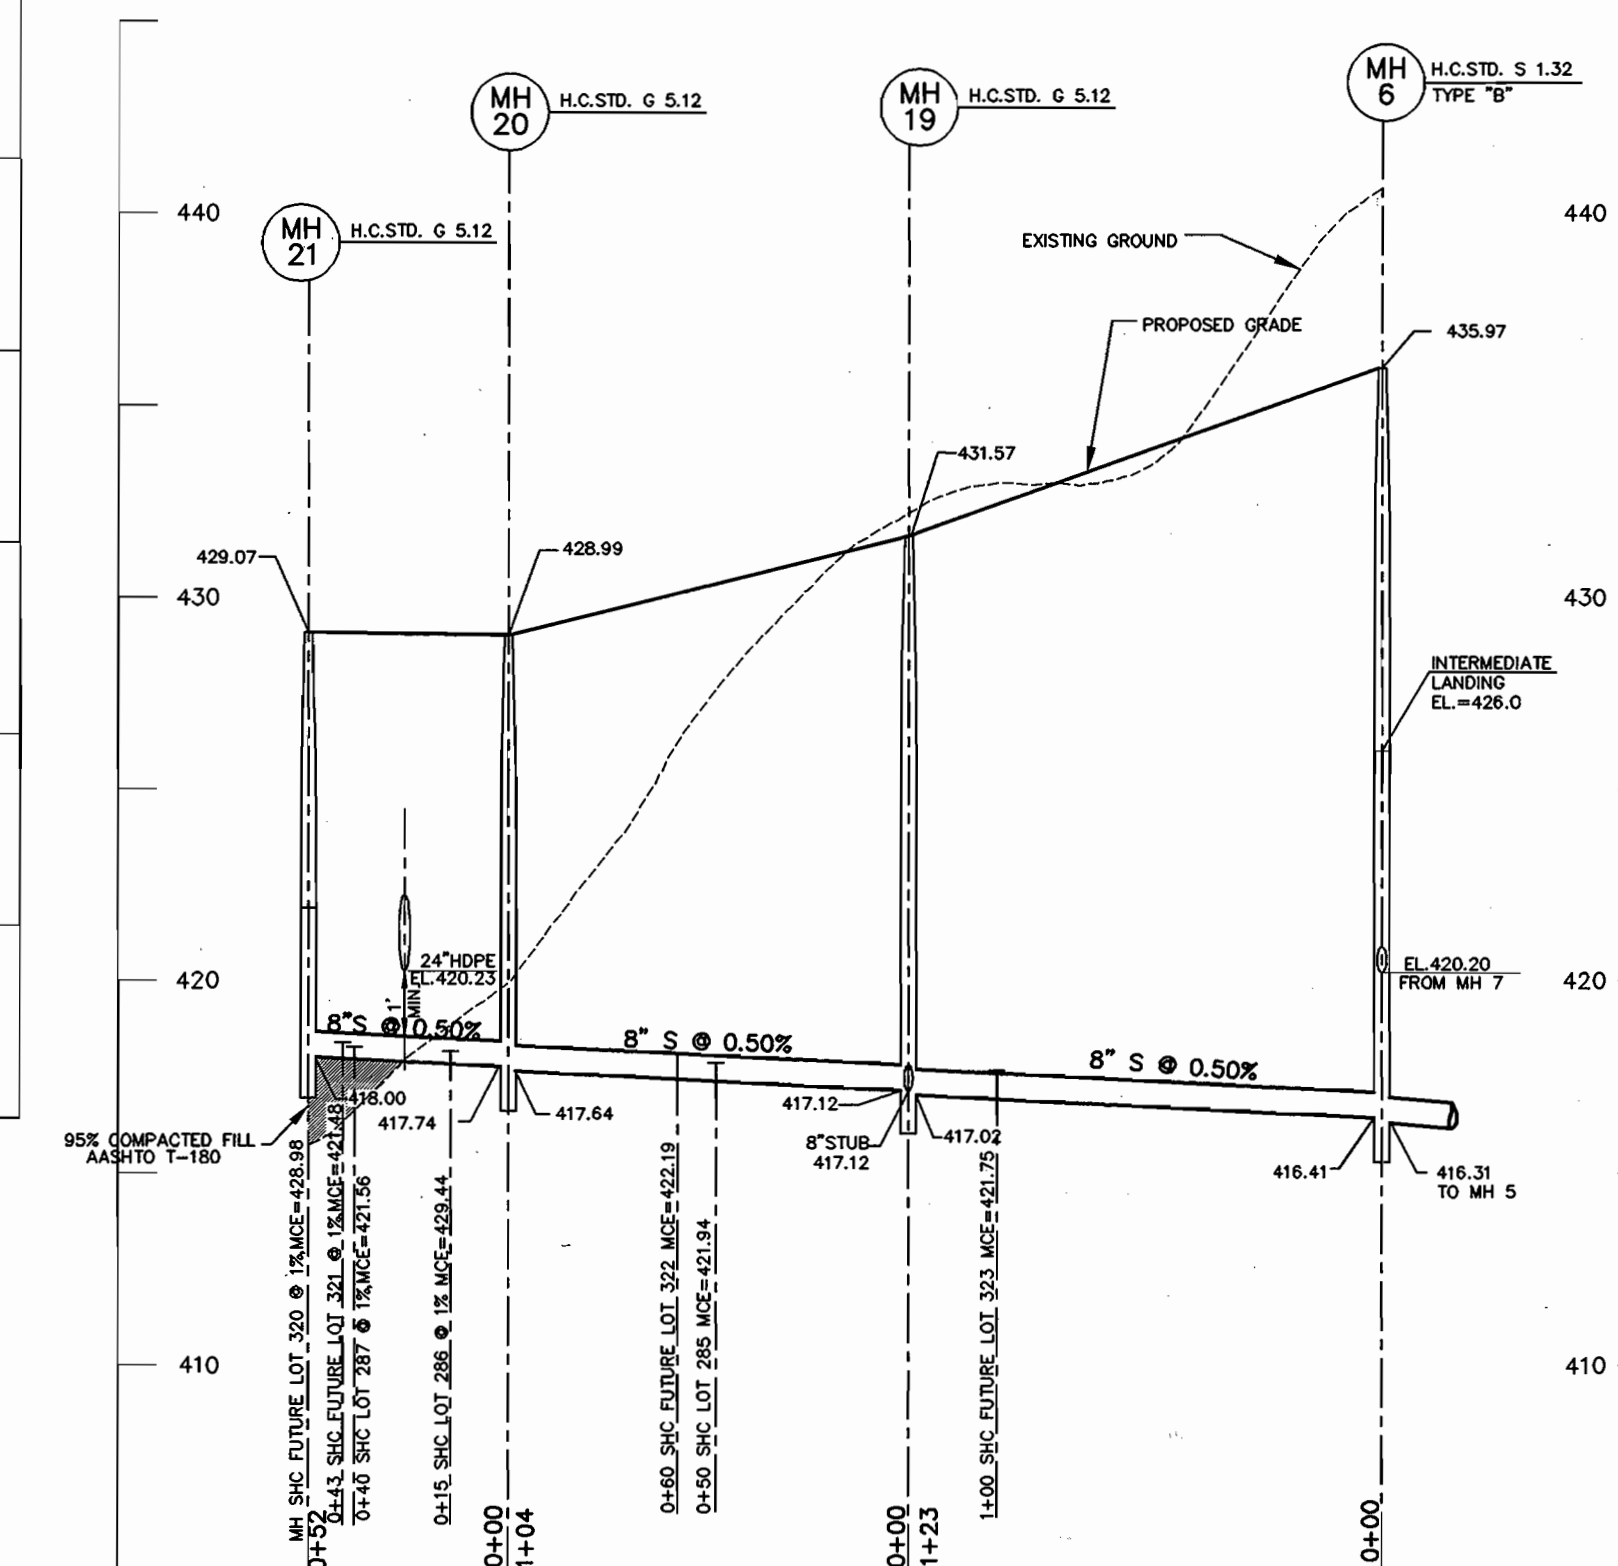 MH
6
H.C.STD. S 1.32
TYPE "B"
MH
20
H.C.STD. G 5.12
MH
19
H.C.STD. G 5.12
MH
21
H.C.STD. G 5.12
440
440
EXISTING GROUND
PROPOSED GRADE
435.97
431.57
429.07
428.99
430
430
INTERMEDIATE
LANDING
EL.=426.0
24"HDPE
EL.420.23
1'
MIN.
420
EL.420.20
FROM MH 7
420
8"S @ 0.50%
8" S @ 0.50%
8" S @ 0.50%
418.00
417.74
417.64
417.12
8"STUB
417.12
417.02
416.41
416.31
TO MH 5
95% COMPACTED FILL
AASHTO T-180
410
410
MH SHC FUTURE LOT 320 @ 1%MCE=428.98
0+43 SHC FUTURE LOT 321 @ 1%MCE=421.48
0+40 SHC LOT 287 @ 1%MCE=421.56
0+15 SHC LOT 286 @ 1% MCE=429.44
0+60 SHC FUTURE LOT 322 MCE=422.19
0+50 SHC LOT 285 MCE=421.94
1+00 SHC FUTURE LOT 323 MCE=421.75
0+52
0+00
1+04
0+00
1+23
0+00